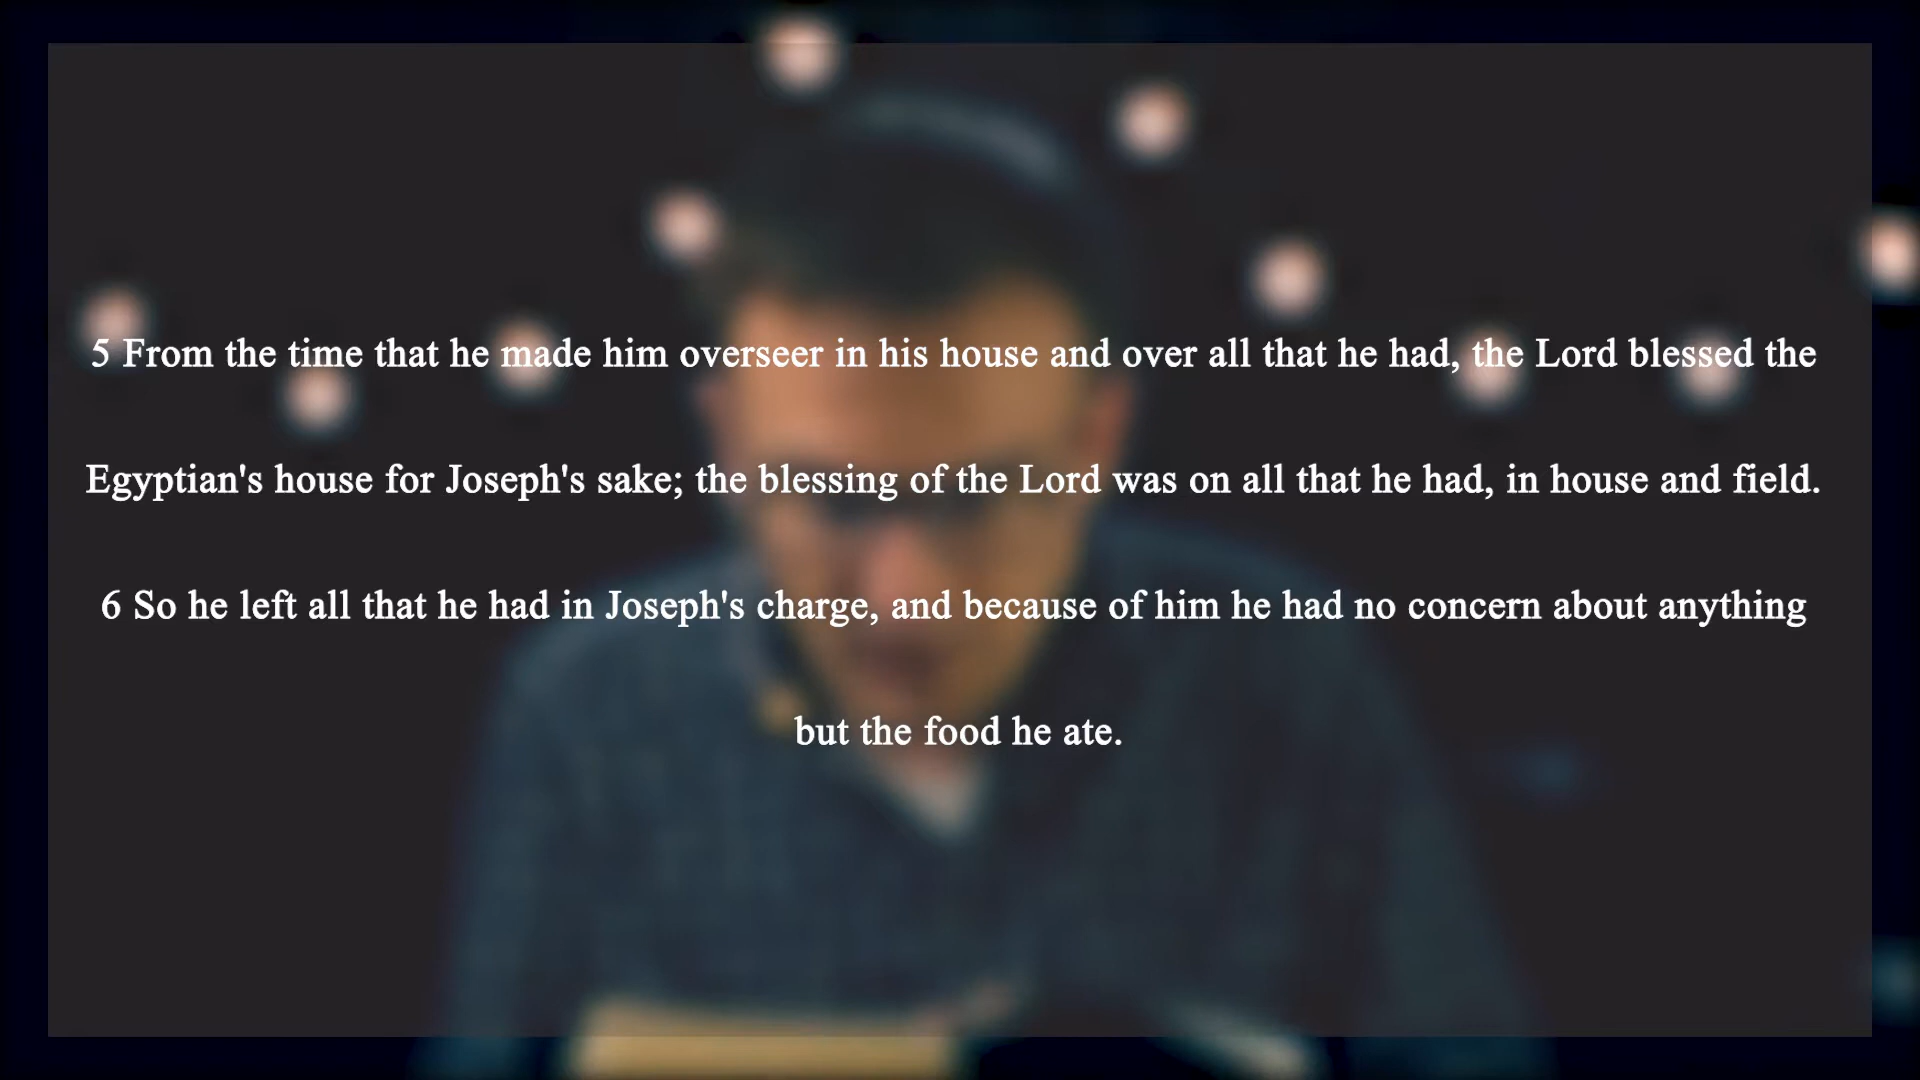 5 From the time that he made him overseer in his house and over all that he had, the Lord blessed the
Egyptian's house for Joseph's sake; the blessing of the Lord was on all that he had, in house and field.
6 So he left all that he had in Joseph's charge, and because of him he had no concern about anything
but the food he ate.